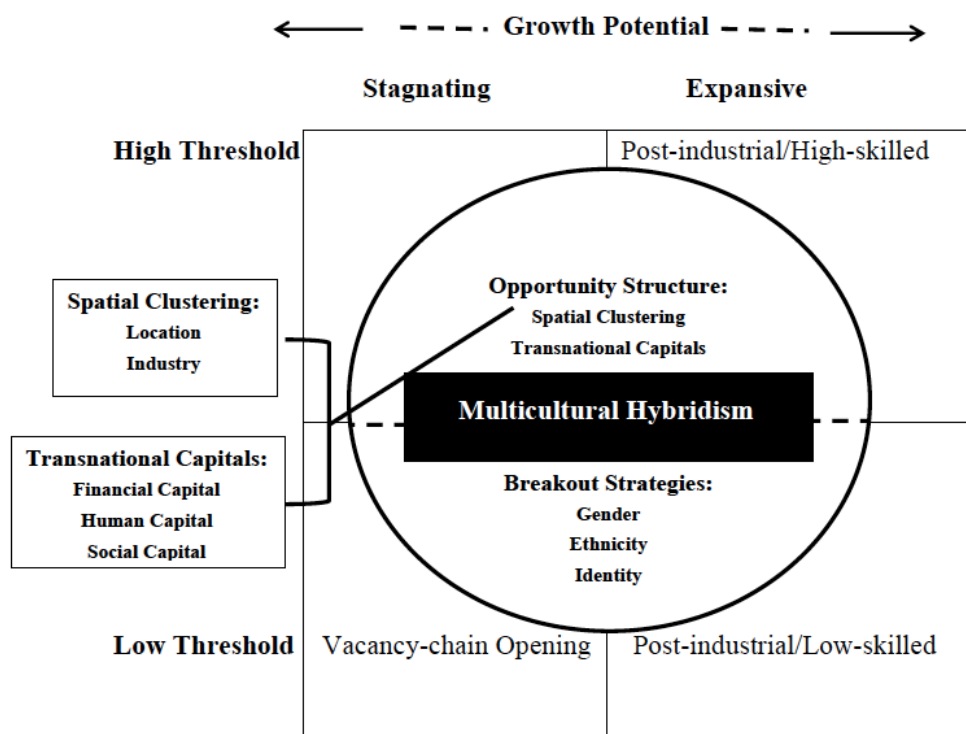 Growth Potential
Stagnating Expansive
High Threshold Post-industrial/High-skilled
Spatial Clustering:
Location
Industry
Transnational Capitals:
Financial Capital
Human Capital
Social Capital
Opportunity Structure:
Spatial Clustering
Transnational Capitals
Multicultural Hybridism
Breakout Strategies:
Gender
Ethnicity
Identity
Low Threshold Vacancy-chain Opening Post-industrial/Low-skilled